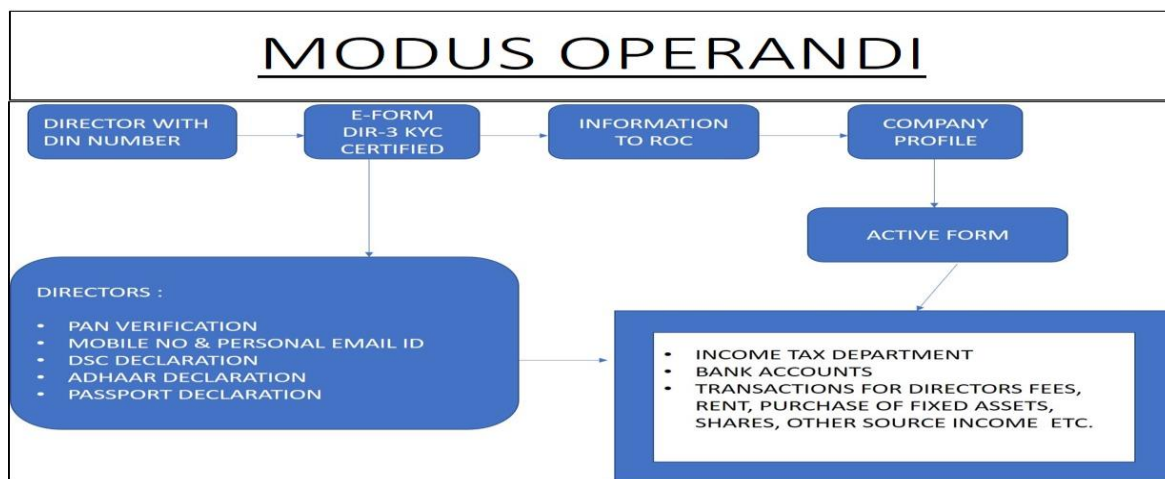 MODUS OPERANDI
DIRECTOR WITH
DIN NUMBER
E-FORM
DIR-3 KYC
CERTIFIED
INFORMATION
TO ROC
COMPANY
PROFILE
ACTIVE FORM
DIRECTORS :
• PAN VERIFICATION
• MOBILE NO & PERSONAL EMAIL ID
• DSC DECLARATION
• ADHAAR DECLARATION
• PASSPORT DECLARATION
• INCOME TAX DEPARTMENT
• BANK ACCOUNTS
• TRANSACTIONS FOR DIRECTORS FEES,
RENT, PURCHASE OF FIXED ASSETS,
SHARES, OTHER SOURCE INCOME ETC.